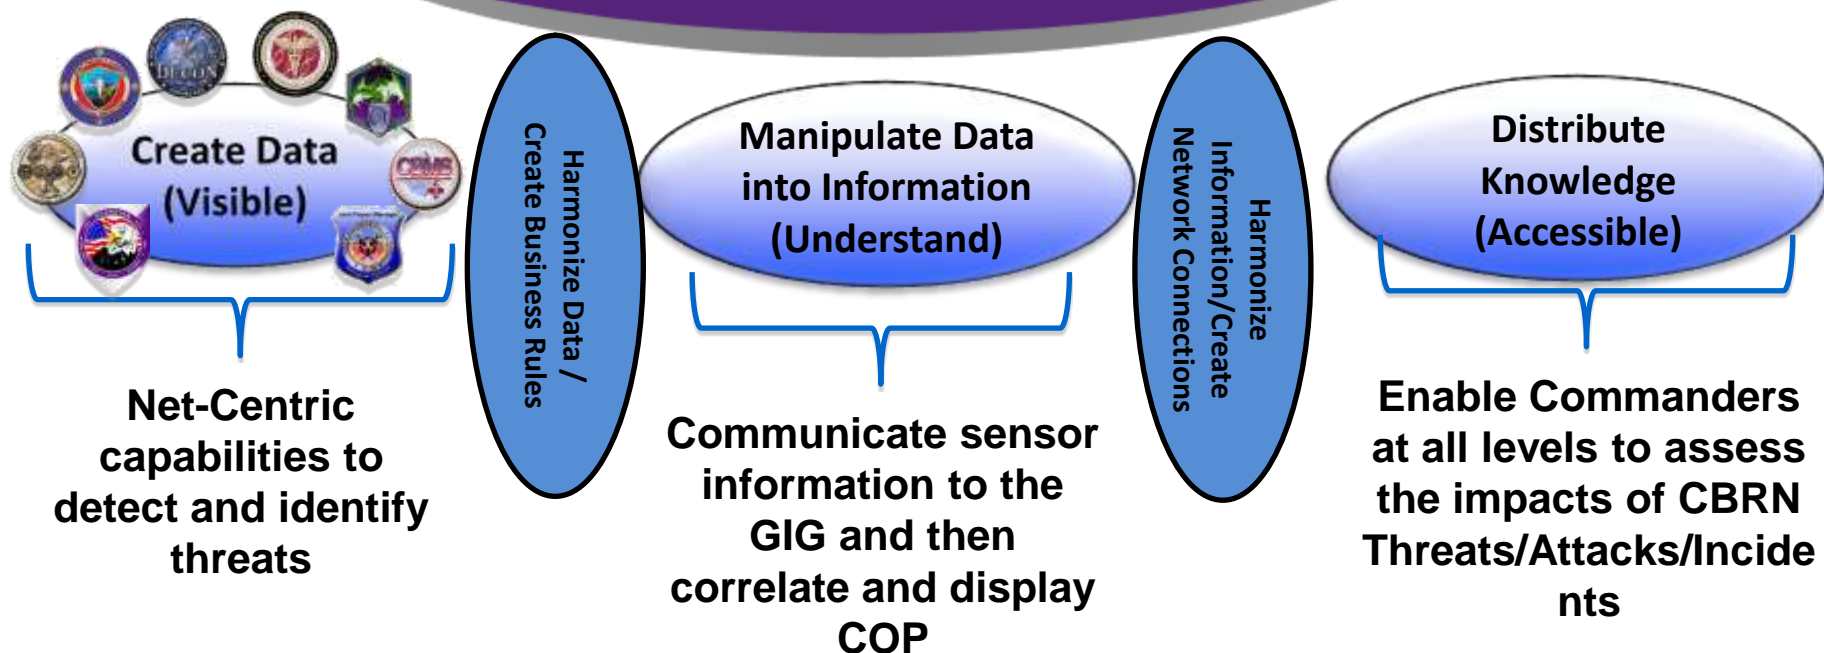 Create Data
(Visible)
DECON
CBMS
Net-Centric
capabilities to
detect and identify
threats
Harmonize Data /
Create Business Rules
Manipulate Data
into Information
(Understand)
Communicate sensor
information to the
GIG and then
correlate and display
COP
Harmonize
Information/Create
Network Connections
Distribute
Knowledge
(Accessible)
Enable Commanders
at all levels to assess
the impacts of CBRN
Threats/Attacks/Incide
nts